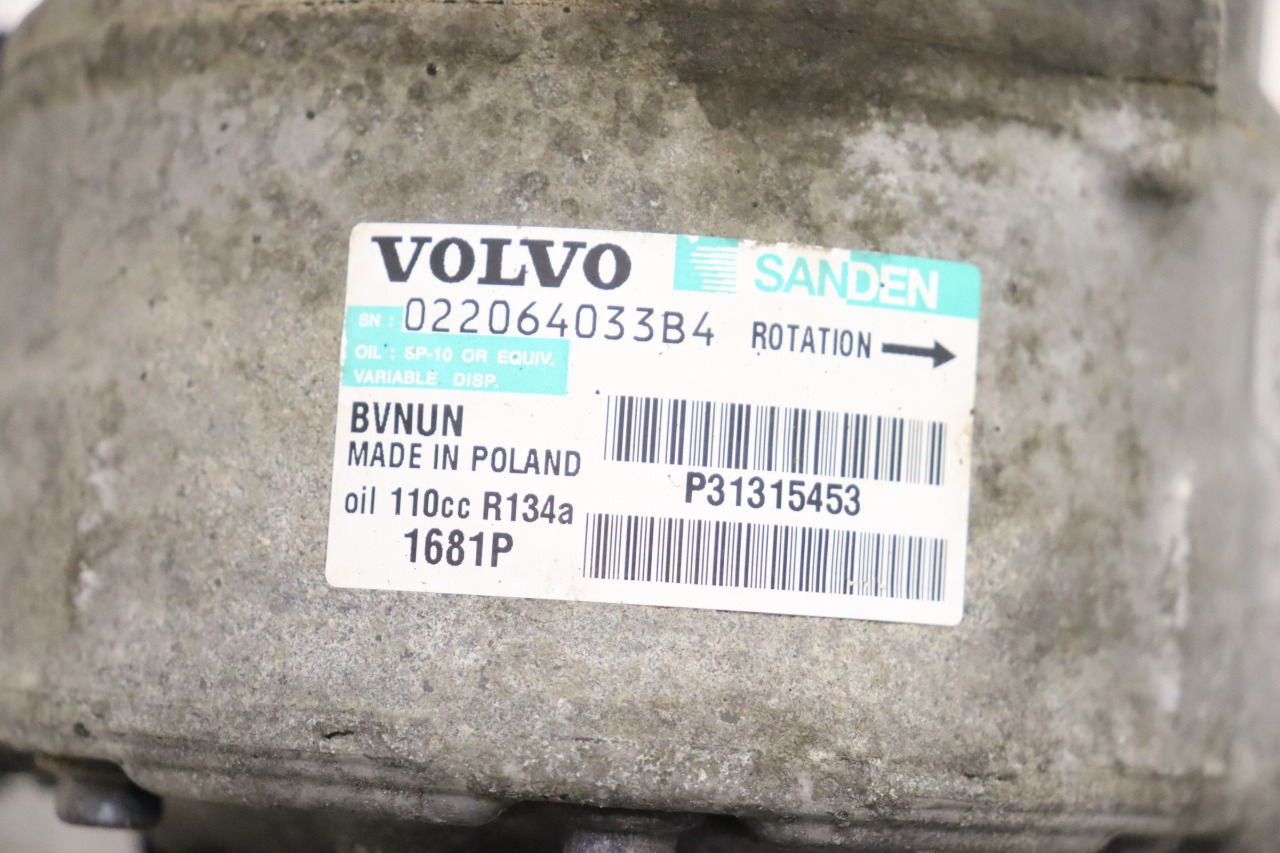 VOLVO SANDEN
SN : 022064033B4 ROTATION
OIL : SP-10 OR EQUIV.
VARIABLE DISP.
BVNUN
MADE IN POLAND
P31315453
oil 110cc R134a
1681P